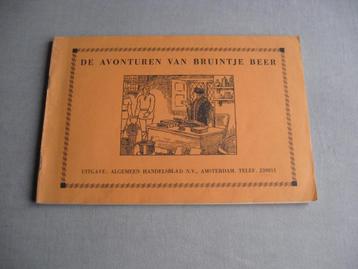 DE AVONTUREN VAN BRUINTJE BEER
UITGAVE: ALGEMEEN HANDELSBLAD N.V., AMSTERDAM. TELEF. 220011